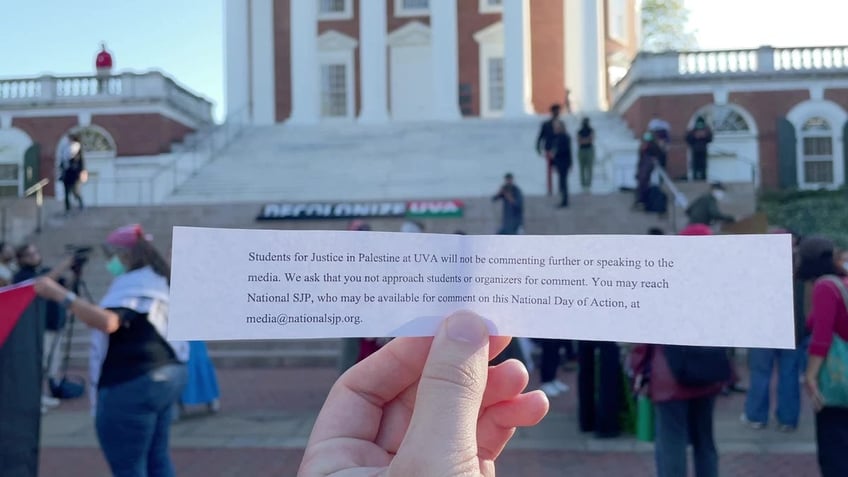 DECOLONIZE UVA
Students for Justice in Palestine at UVA will not be commenting further or speaking to the
media. We ask that you not approach students or organizers for comment. You may reach
National SJP, who may be available for comment on this National Day of Action, at
media@nationalsjp.org.